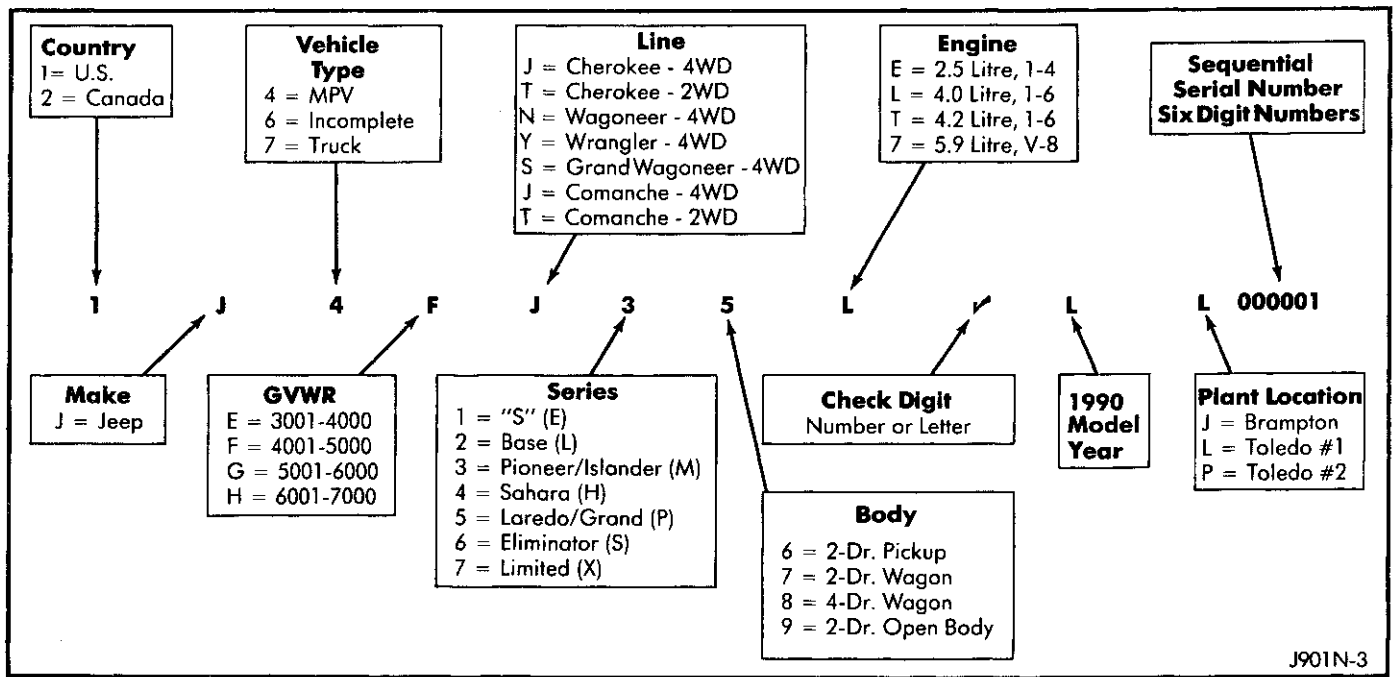 Country
1= U.S.
2 = Canada
Vehicle
Type
4 = MPV
6 = Incomplete
7 = Truck
Line
J = Cherokee - 4WD
T = Cherokee - 2WD
N = Wagoneer - 4WD
Y = Wrangler - 4WD
S = Grand Wagoneer - 4WD
J = Comanche - 4WD
T = Comanche - 2WD
Engine
E = 2.5 Litre, 1-4
L = 4.0 Litre, 1-6
T = 4.2 Litre, 1-6
7 = 5.9 Litre, V-8
Sequential
Serial Number
Six Digit Numbers
1 J 4 F J 3 5 L ✓ L L 000001
Make
J = Jeep
GVWR
E = 3001-4000
F = 4001-5000
G = 5001-6000
H = 6001-7000
Series
1 = "S" (E)
2 = Base (L)
3 = Pioneer/Islander (M)
4 = Sahara (H)
5 = Laredo/Grand (P)
6 = Eliminator (S)
7 = Limited (X)
Check Digit
Number or Letter
1990
Model
Year
Plant Location
J = Brampton
L = Toledo #1
P = Toledo #2
Body
6 = 2-Dr. Pickup
7 = 2-Dr. Wagon
8 = 4-Dr. Wagon
9 = 2-Dr. Open Body
J901N-3